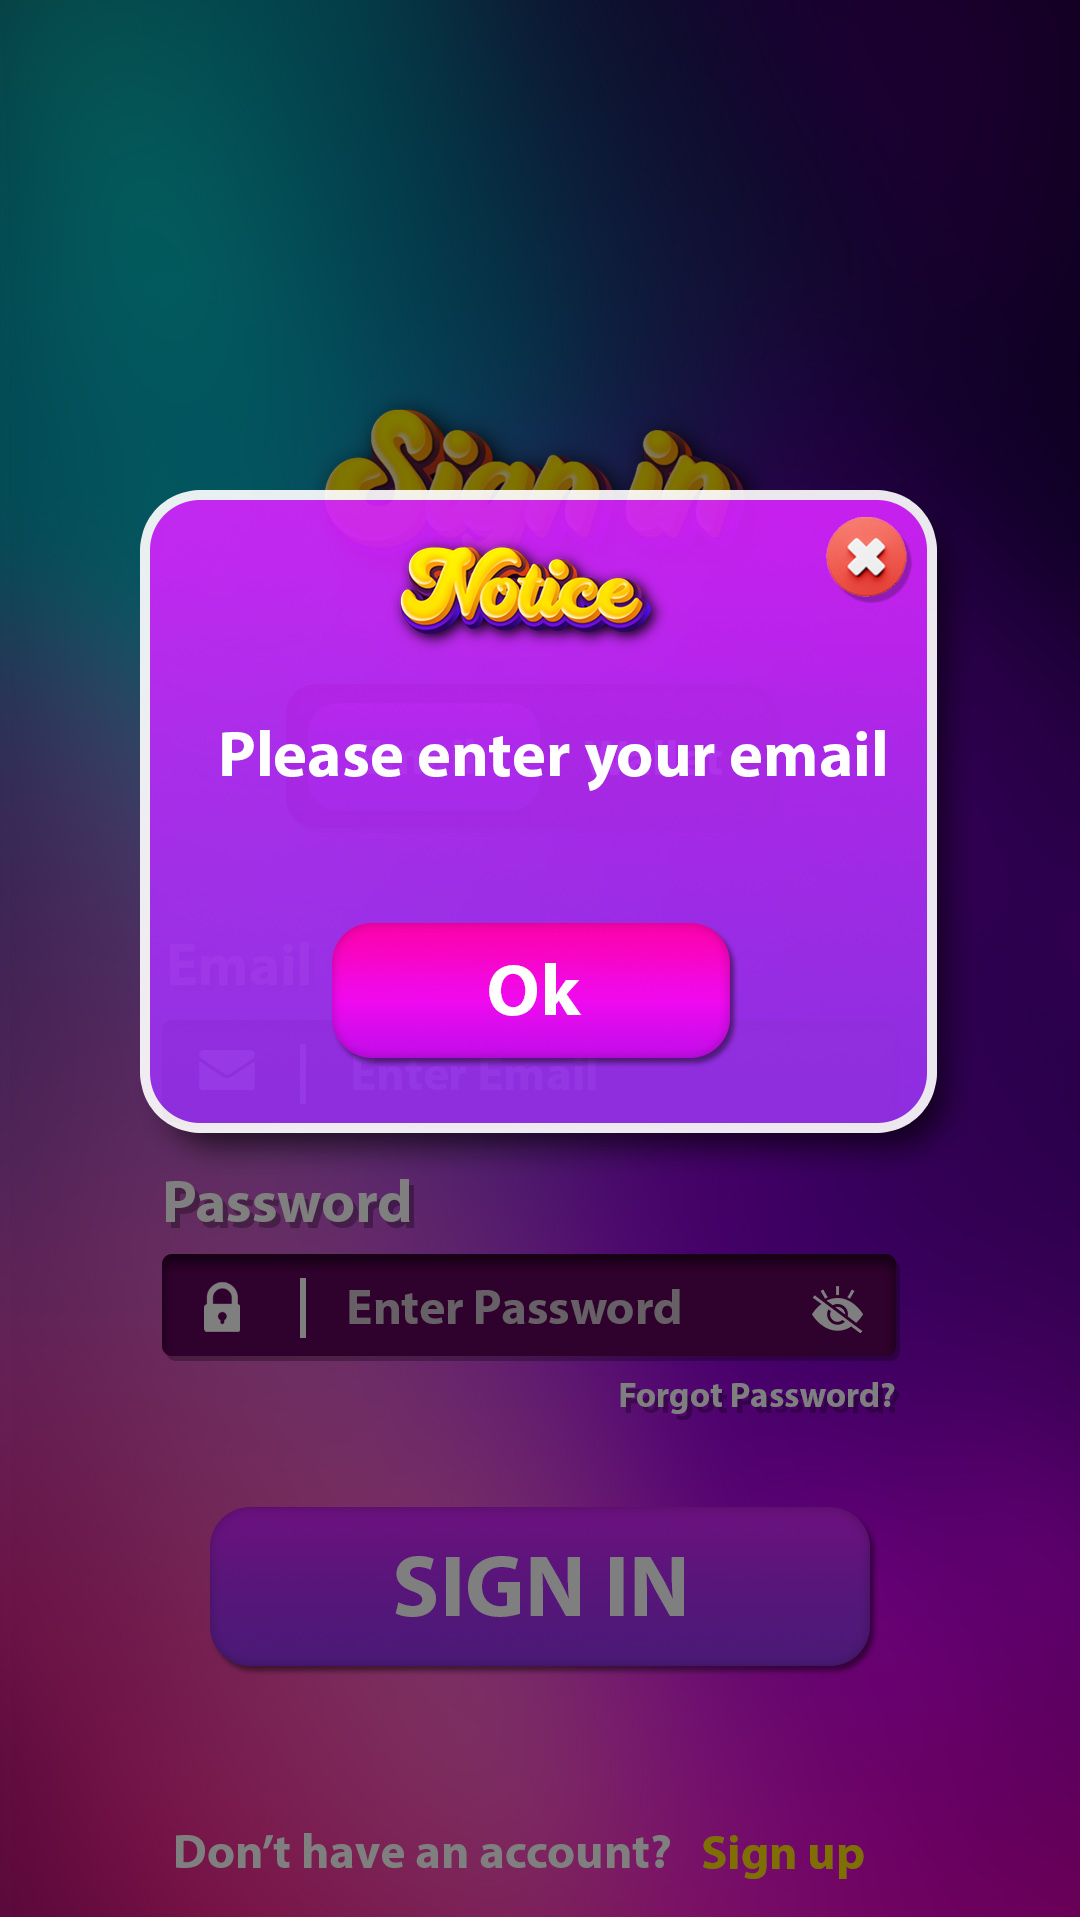 Sign in
Notice
Please enter your email
Email
Ok
Enter Email
Password
Enter Password
Forgot Password?
SIGN IN
Don’t have an account? Sign up